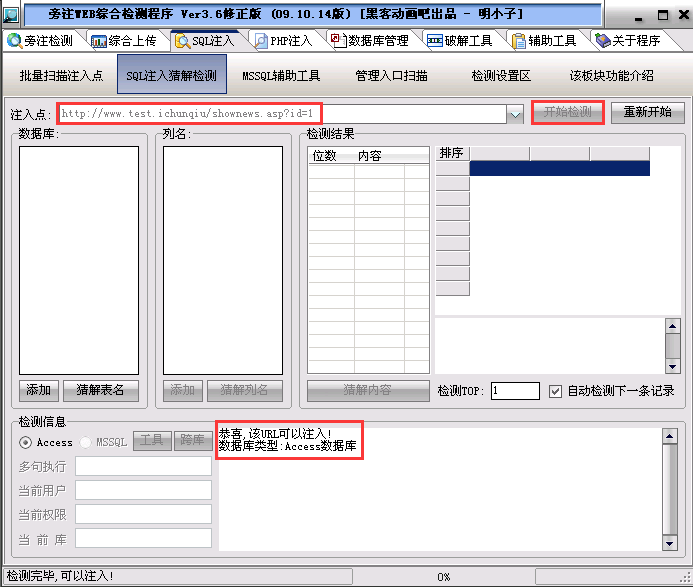 旁注WEB综合检测程序 Ver3.6修正版 (09.10.14版) [黑客动画吧出品 - 明小子]
旁注检测 综合上传 SQL注入 PHP注入 数据库管理 破解工具 辅助工具 关于程序
批量扫描注入点 SQL注入猜解检测 MSSQL辅助工具 管理入口扫描 检测设置区 该板块功能介绍
注入点: http://www.test.ichunqiu/shownews.asp?id=1 开始检测 重新开始
数据库: 列名: 检测结果
位数 内容 排序
添加 猜解表名 添加 猜解列名 猜解内容 检测TOP: 1 自动检测下一条记录
检测信息
恭喜,该URL可以注入!
Access MSSQL 工具 跨库
数据库类型:Access数据库
多句执行
当前用户
当前权限
当 前 库
检测完毕,可以注入! 0%